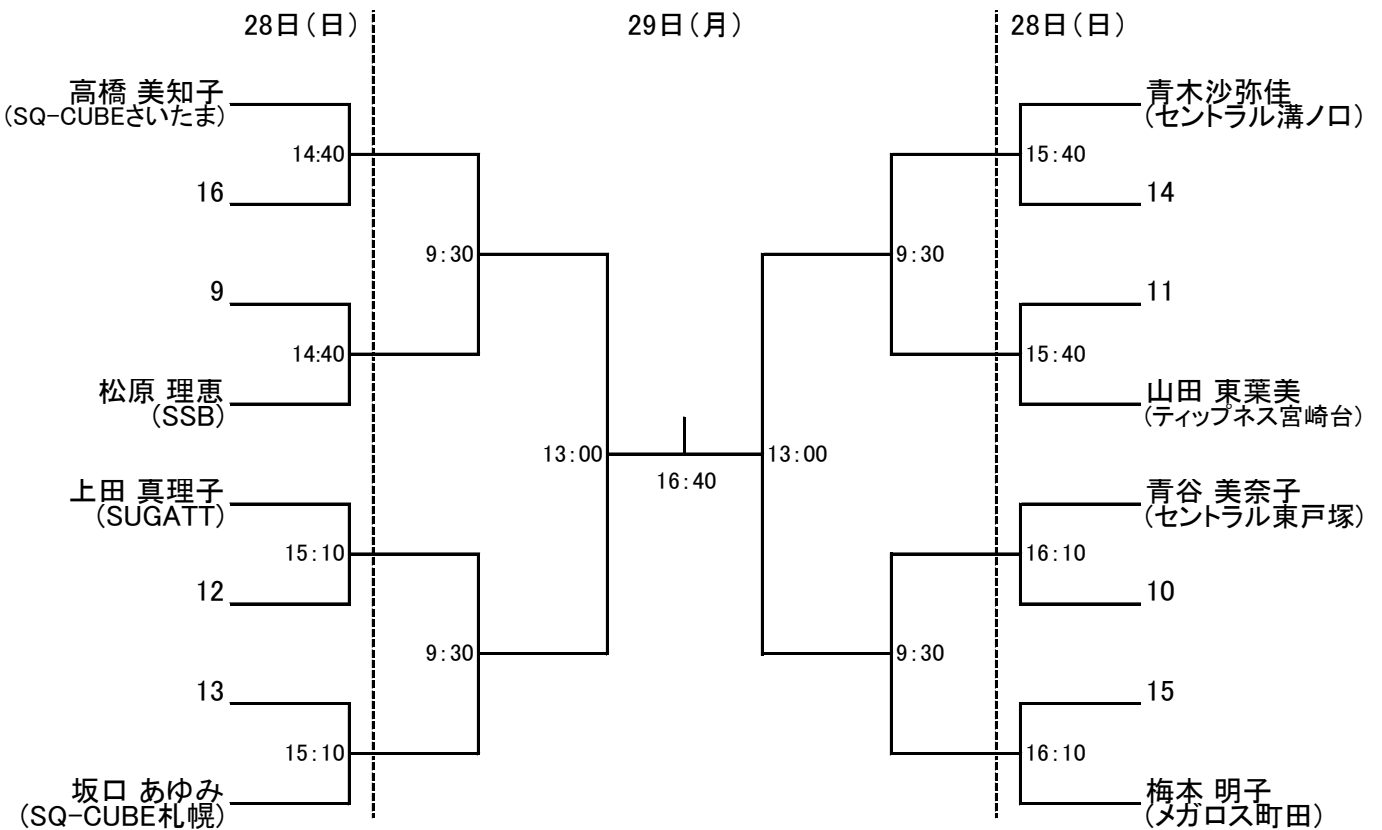 28日(日)
29日(月)
28日(日)
高橋 美知子
(SQ-CUBEさいたま)
14:40
16
9:30
9
14:40
松原 理恵
(SSB)
13:00
上田 真理子
(SUGATT)
15:10
12
9:30
13
15:10
坂口 あゆみ
(SQ-CUBE札幌)
16:40
青木沙弥佳
(セントラル溝ノ口)
15:40
14
9:30
11
15:40
山田 東葉美
(ティップネス宮崎台)
13:00
青谷 美奈子
(セントラル東戸塚)
16:10
10
9:30
15
16:10
梅本 明子
(メガロス町田)